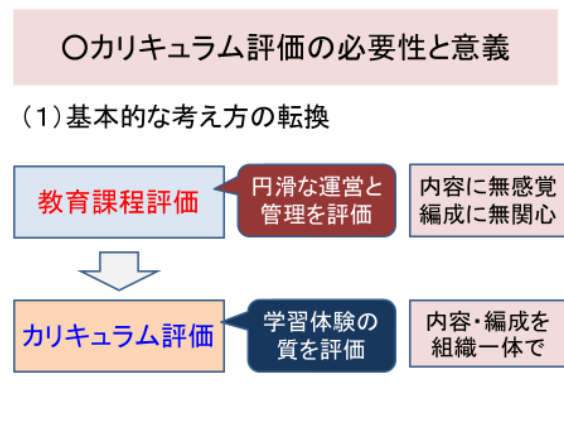 〇カリキュラム評価の必要性と意義
（１）基本的な考え方の転換
教育課程評価
円滑な運営と
管理を評価
内容に無感覚
編成に無関心
カリキュラム評価
学習体験の
質を評価
内容・編成を
組織一体で